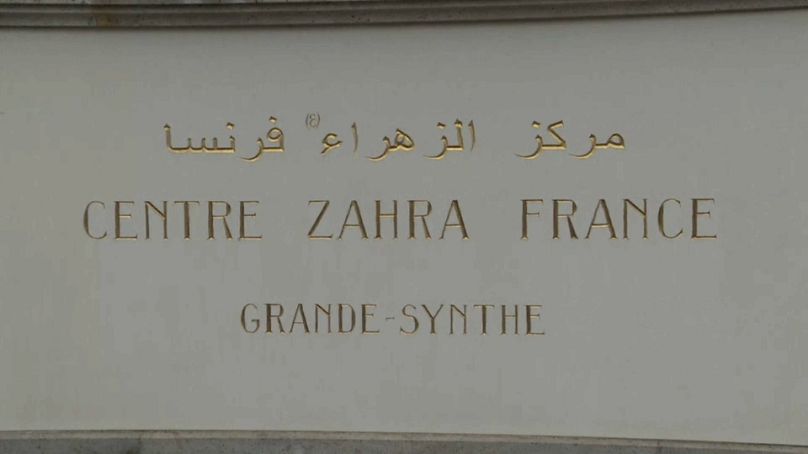 مركز الزهراء (ع) فرنسا
CENTRE ZAHRA FRANCE
GRANDE-SYNTHE